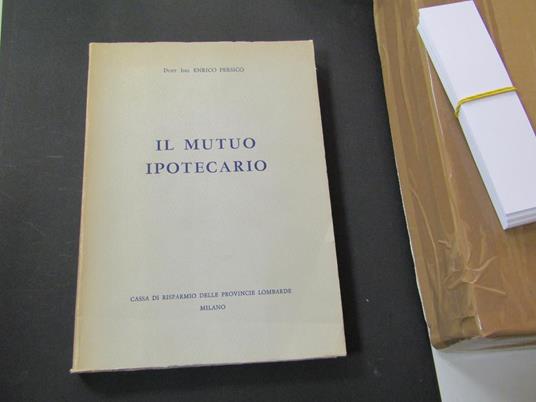 Dott Ing ENRICO PERSICO
IL MUTUO
IPOTECARIO
CASSA DI RISPARMIO DELLE PROVINCIE LOMBARDE
MILANO